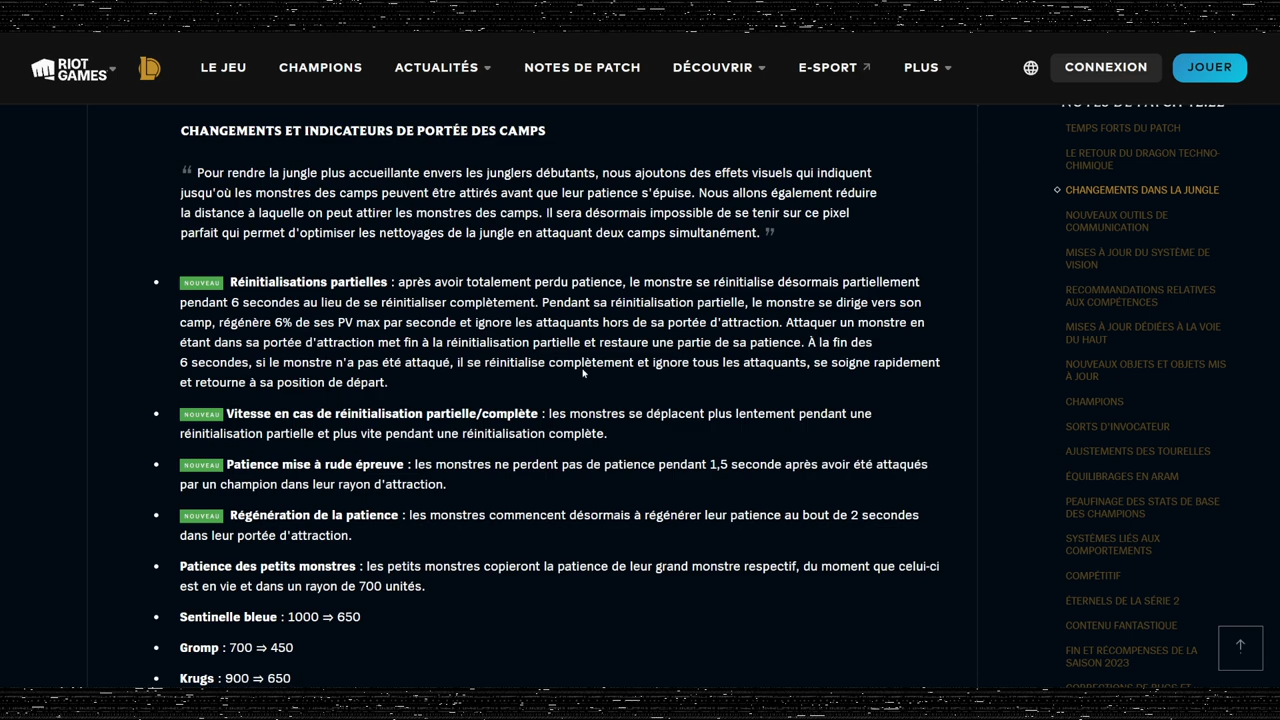 RIOT GAMES
LE JEU
CHAMPIONS
ACTUALITÉS
NOTES DE PATCH
DÉCOUVRIR
E-SPORT
PLUS
CONNEXION
JOUER
CHANGEMENTS ET INDICATEURS DE PORTÉE DES CAMPS
“ Pour rendre la jungle plus accueillante envers les junglers débutants, nous ajoutons des effets visuels qui indiquent
jusqu'où les monstres des camps peuvent être attirés avant que leur patience s'épuise. Nous allons également réduire
la distance à laquelle on peut attirer les monstres des camps. Il sera désormais impossible de se tenir sur ce pixel
parfait qui permet d'optimiser les nettoyages de la jungle en attaquant deux camps simultanément. ”
• NOUVEAU Réinitialisations partielles : après avoir totalement perdu patience, le monstre se réinitialise désormais partiellement
pendant 6 secondes au lieu de se réinitialiser complètement. Pendant sa réinitialisation partielle, le monstre se dirige vers son
camp, régénère 6% de ses PV max par seconde et ignore les attaquants hors de sa portée d'attraction. Attaquer un monstre en
étant dans sa portée d'attraction met fin à la réinitialisation partielle et restaure une partie de sa patience. À la fin des
6 secondes, si le monstre n'a pas été attaqué, il se réinitialise complètement et ignore tous les attaquants, se soigne rapidement
et retourne à sa position de départ.
• NOUVEAU Vitesse en cas de réinitialisation partielle/complète : les monstres se déplacent plus lentement pendant une
réinitialisation partielle et plus vite pendant une réinitialisation complète.
• NOUVEAU Patience mise à rude épreuve : les monstres ne perdent pas de patience pendant 1,5 seconde après avoir été attaqués
par un champion dans leur rayon d'attraction.
• NOUVEAU Régénération de la patience : les monstres commencent désormais à régénérer leur patience au bout de 2 secondes
dans leur portée d'attraction.
• Patience des petits monstres : les petits monstres copieront la patience de leur grand monstre respectif, du moment que celui-ci
est en vie et dans un rayon de 700 unités.
• Sentinelle bleue : 1000 ⇒ 650
• Gromp : 700 ⇒ 450
• Krugs : 900 ⇒ 650
TEMPS FORTS DU PATCH
LE RETOUR DU DRAGON TECHNO-
CHIMIQUE
CHANGEMENTS DANS LA JUNGLE
NOUVEAUX OUTILS DE
COMMUNICATION
MISES À JOUR DU SYSTÈME DE
VISION
RECOMMANDATIONS RELATIVES
AUX COMPÉTENCES
MISES À JOUR DÉDIÉES À LA VOIE
DU HAUT
NOUVEAUX OBJETS ET OBJETS MIS
À JOUR
CHAMPIONS
SORTS D'INVOCATEUR
AJUSTEMENTS DES TOURELLES
ÉQUILIBRAGES EN ARAM
PEAUFINAGE DES STATS DE BASE
DES CHAMPIONS
SYSTÈMES LIÉS AUX
COMPORTEMENTS
COMPÉTITIF
ÉTERNELS DE LA SÉRIE 2
CONTENU FANTASTIQUE
FIN ET RÉCOMPENSES DE LA
SAISON 2023